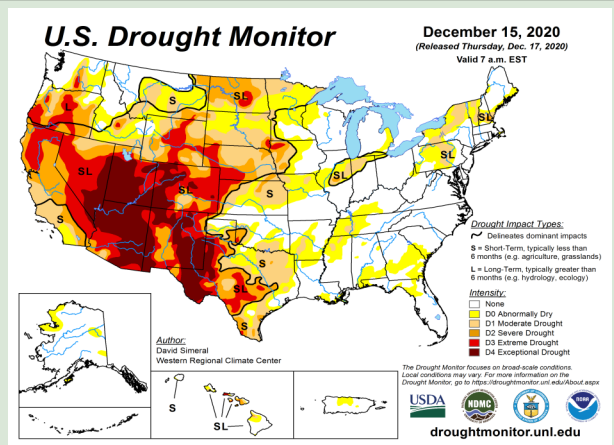 U.S. Drought Monitor
December 15, 2020
(Released Thursday, Dec. 17, 2020)
Valid 7 a.m. EST
S
SL
L
SL
SL
SL
SL
SL
S
S
S
SL
S
Drought Impact Types:
Delineates dominant impacts
S = Short-Term, typically less than
6 months (e.g. agriculture, grasslands)
L = Long-Term, typically greater than
6 months (e.g. hydrology, ecology)
Intensity:
None
D0 Abnormally Dry
D1 Moderate Drought
D2 Severe Drought
D3 Extreme Drought
D4 Exceptional Drought
Author:
David Simeral
Western Regional Climate Center
S
SL
The Drought Monitor focuses on broad-scale conditions.
Local conditions may vary. For more information on the
Drought Monitor, go to https://droughtmonitor.unl.edu/About.aspx
USDA
NDMC
NOAA
droughtmonitor.unl.edu